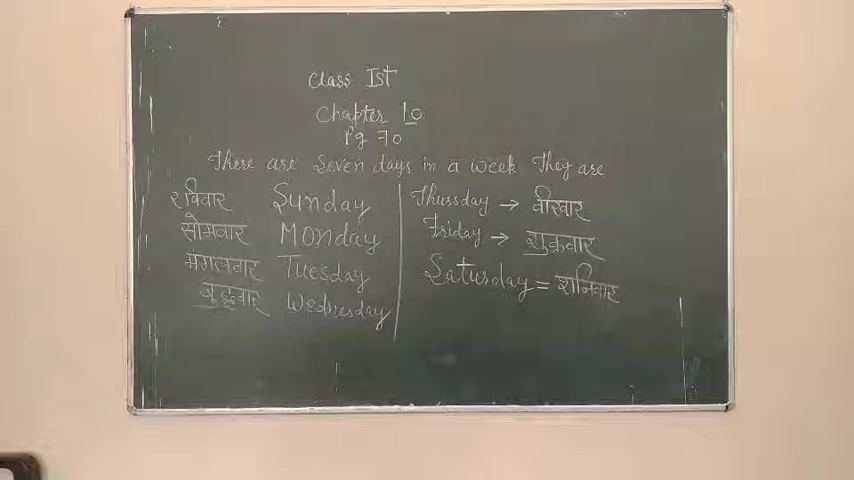 Class Ist
Chapter 10
Pg 70
There are Seven days in a week They are
रविवार Sunday
सोमवार Monday
मंगलवार Tuesday
बुद्धवार Wednesday
Thursday → वीरवार
Friday → शुक्रवार
Saturday = शनिवार